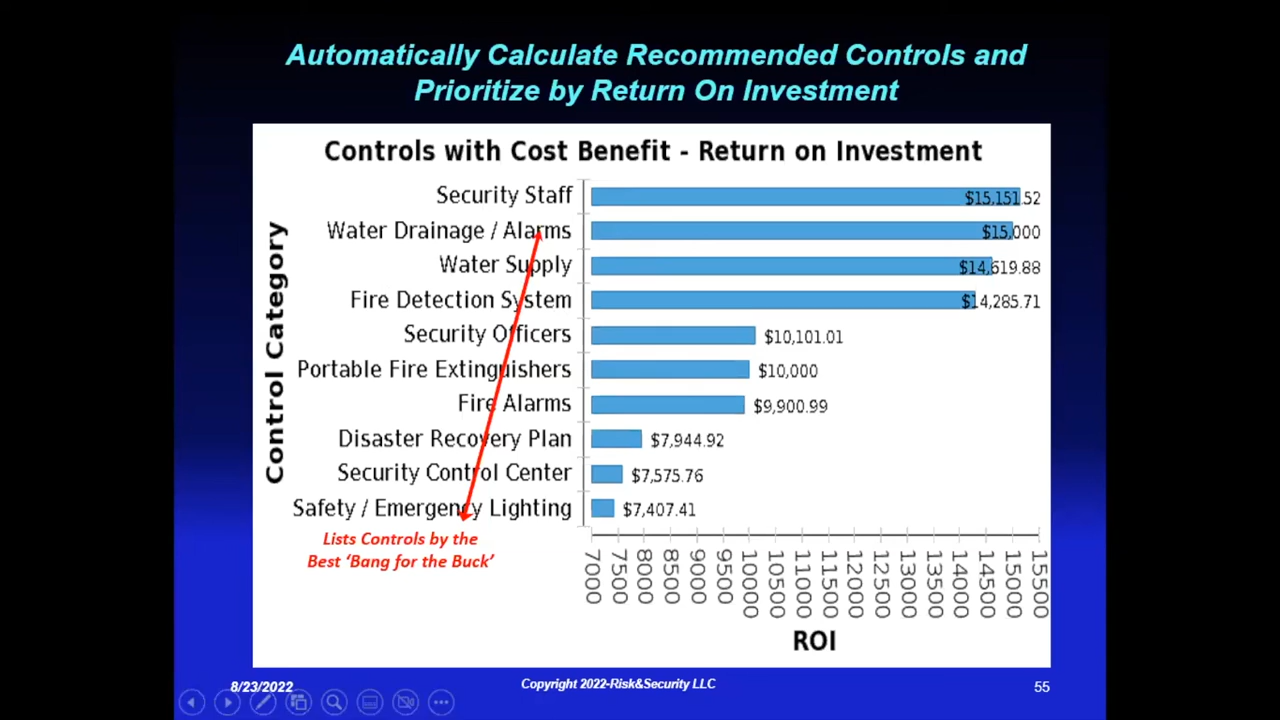 Automatically Calculate Recommended Controls and
Prioritize by Return On Investment
Controls with Cost Benefit - Return on Investment
Control Category
Security Staff $15,151.52
Water Drainage / Alarms $15,000
Water Supply $14,619.88
Fire Detection System $14,285.71
Security Officers $10,101.01
Portable Fire Extinguishers $10,000
Fire Alarms $9,900.99
Disaster Recovery Plan $7,944.92
Security Control Center $7,575.76
Safety / Emergency Lighting $7,407.41
Lists Controls by the
Best ‘Bang for the Buck’
7000 7500 8000 8500 9000 9500 10000 10500 11000 11500 12000 12500 13000 13500 14000 14500 15000 15500
ROI
8/23/2022 Copyright 2022-Risk&Security LLC 55